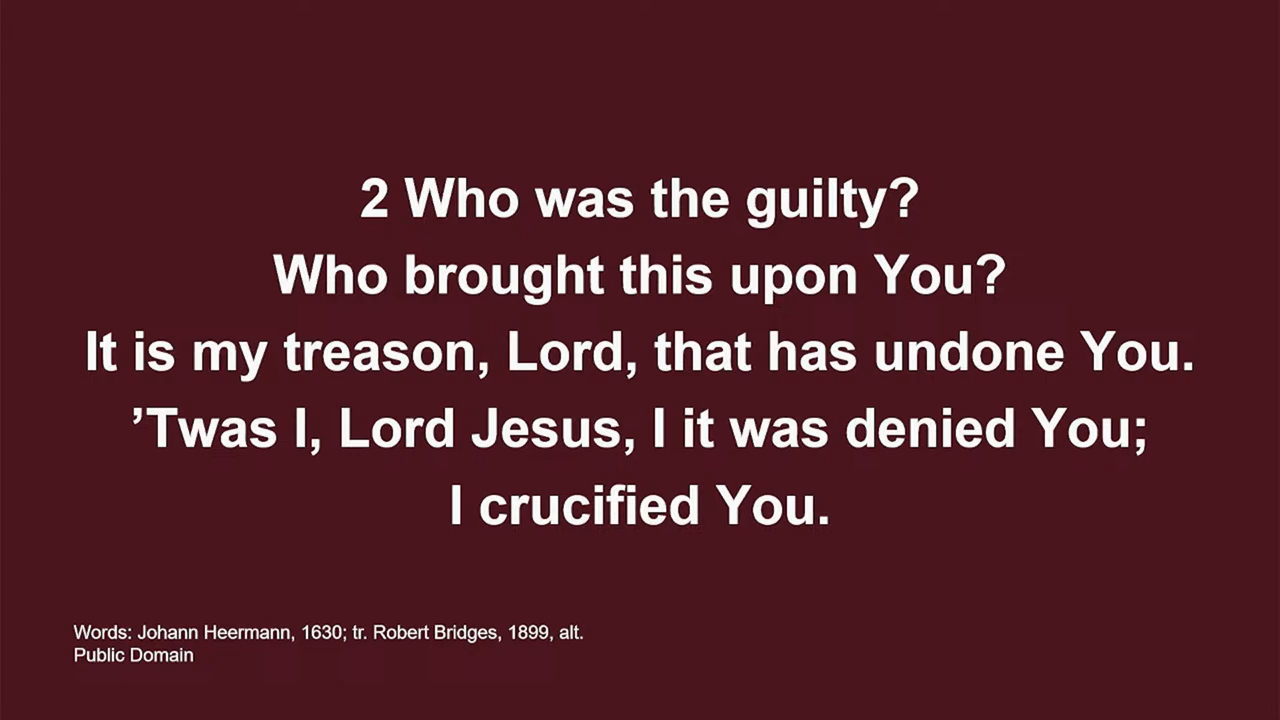 2 Who was the guilty?
Who brought this upon You?
It is my treason, Lord, that has undone You.
’Twas I, Lord Jesus, I it was denied You;
I crucified You.
Words: Johann Heermann, 1630; tr. Robert Bridges, 1899, alt.
Public Domain